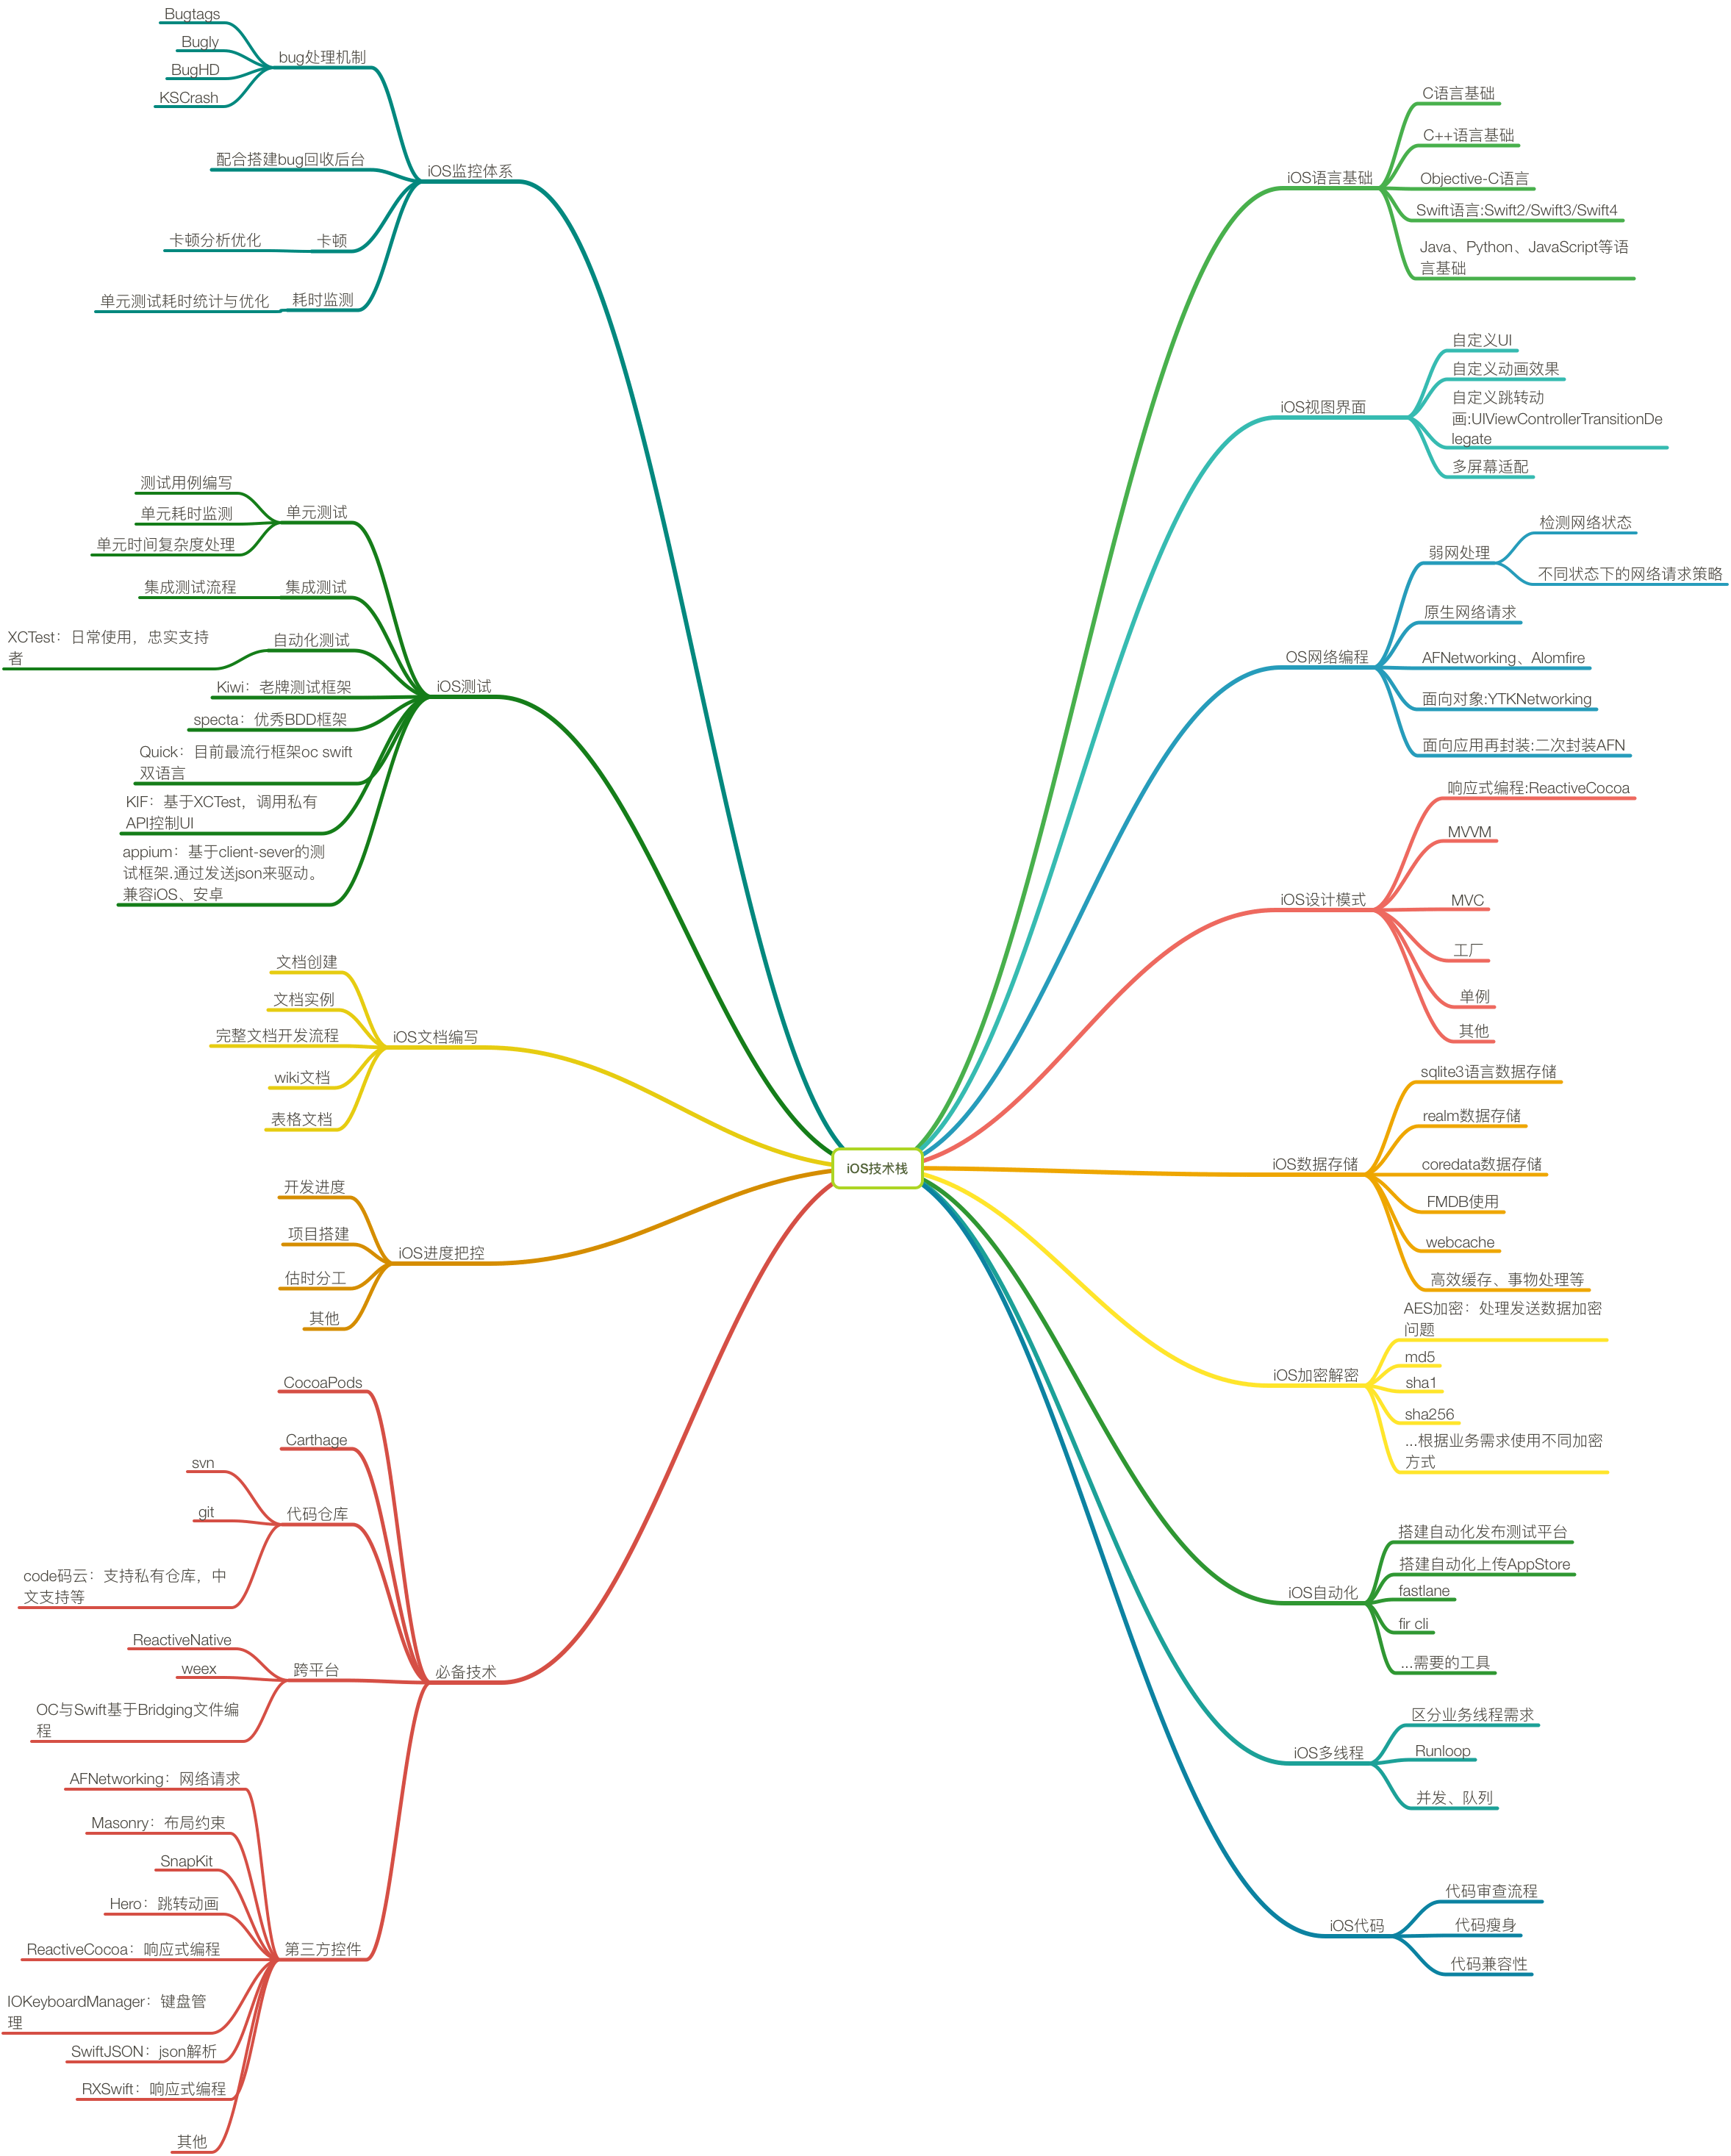 iOS技术栈
iOS监控体系
bug处理机制
Bugtags
Bugly
BugHD
KSCrash
配合搭建bug回收后台
卡顿
卡顿分析优化
耗时监测
单元测试耗时统计与优化
iOS测试
单元测试
测试用例编写
单元耗时监测
单元时间复杂度处理
集成测试
集成测试流程
自动化测试
XCTest：日常使用，忠实支持
者
Kiwi：老牌测试框架
specta：优秀BDD框架
Quick：目前最流行框架oc swift
双语言
KIF：基于XCTest，调用私有
API控制UI
appium：基于client-sever的测
试框架.通过发送json来驱动。
兼容iOS、安卓
iOS文档编写
文档创建
文档实例
完整文档开发流程
wiki文档
表格文档
iOS进度把控
开发进度
项目搭建
估时分工
其他
必备技术
CocoaPods
Carthage
代码仓库
svn
git
code码云：支持私有仓库，中
文支持等
跨平台
ReactiveNative
weex
OC与Swift基于Bridging文件编
程
第三方控件
AFNetworking：网络请求
Masonry：布局约束
SnapKit
Hero：跳转动画
ReactiveCocoa：响应式编程
IOKeyboardManager：键盘管
理
SwiftJSON：json解析
RXSwift：响应式编程
其他
iOS语言基础
C语言基础
C++语言基础
Objective-C语言
Swift语言:Swift2/Swift3/Swift4
Java、Python、JavaScript等语
言基础
iOS视图界面
自定义UI
自定义动画效果
自定义跳转动
画:UIViewControllerTransitionDe
legate
多屏幕适配
OS网络编程
弱网处理
检测网络状态
不同状态下的网络请求策略
原生网络请求
AFNetworking、Alomfire
面向对象:YTKNetworking
面向应用再封装:二次封装AFN
iOS设计模式
响应式编程:ReactiveCocoa
MVVM
MVC
工厂
单例
其他
iOS数据存储
sqlite3语言数据存储
realm数据存储
coredata数据存储
FMDB使用
webcache
高效缓存、事物处理等
iOS加密解密
AES加密：处理发送数据加密
问题
md5
sha1
sha256
...根据业务需求使用不同加密
方式
iOS自动化
搭建自动化发布测试平台
搭建自动化上传AppStore
fastlane
fir cli
...需要的工具
iOS多线程
区分业务线程需求
Runloop
并发、队列
iOS代码
代码审查流程
代码瘦身
代码兼容性